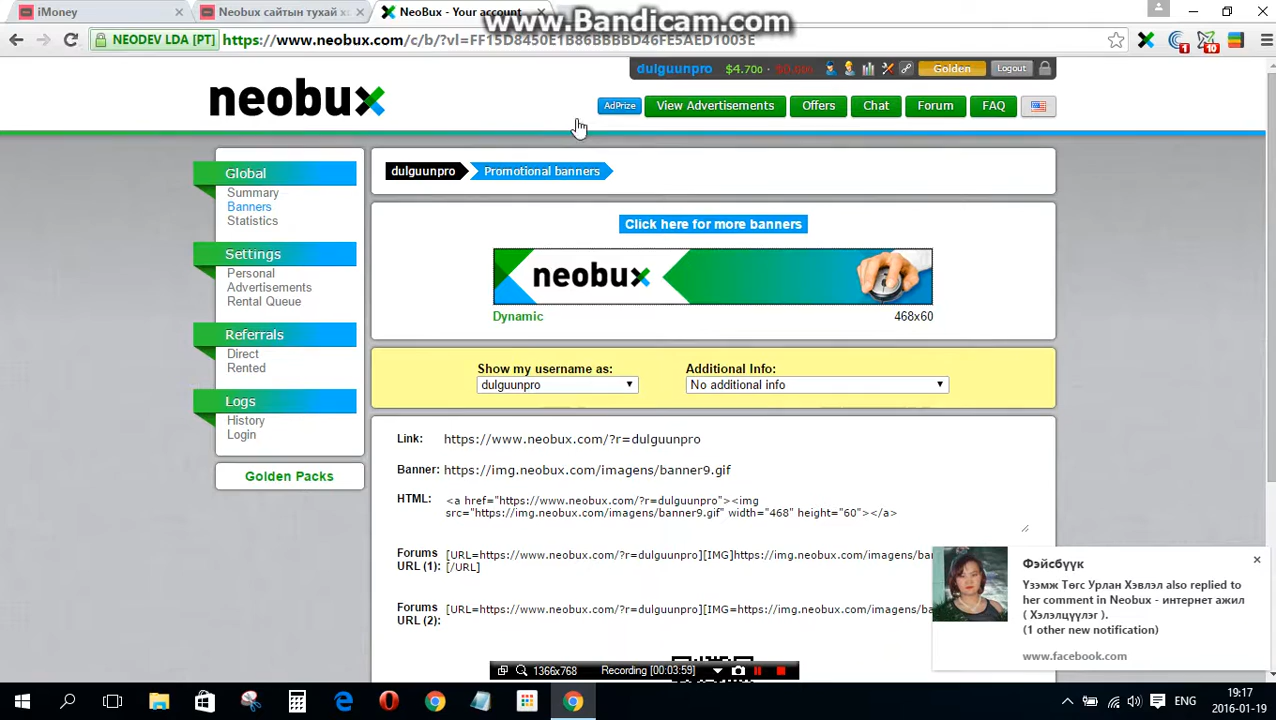 iMoney
Neobux сайтын тухай х
NeoBux - Your account
www.Bandicam.com
NEODEV LDA [PT]
https://www.neobux.com/c/b/?vl=FF15D8450E1B86BBBD46FE5AED1003E
1
10
dulguunpro
$4.700
Golden
Logout
neobux
AdPrize
View Advertisements
Offers
Chat
Forum
FAQ
Global
Summary
Banners
Statistics
Settings
Personal
Advertisements
Rental Queue
Referrals
Direct
Rented
Logs
History
Login
Golden Packs
dulguunpro
Promotional banners
Click here for more banners
neobux
Dynamic
468x60
Show my username as:
dulguunpro
Additional Info:
No additional info
Link: https://www.neobux.com/?r=dulguunpro
Banner: https://img.neobux.com/imagens/banner9.gif
HTML: <a href="https://www.neobux.com/?r=dulguunpro"><img
src="https://img.neobux.com/imagens/banner9.gif" width="468" height="60"></a>
Forums [URL=https://www.neobux.com/?r=dulguunpro][IMG]https://img.neobux.com/imagens/ban
URL (1): [/URL]
Forums [URL=https://www.neobux.com/?r=dulguunpro][IMG=https://img.neobux.com/imagens/ba
URL (2):
Фэйсбүүк
Үзэмж Төгс Урлан Хэвлэл also replied to
her comment in Neobux - интернет ажил
( Хэлэлцүүлэг ).
(1 other new notification)
www.facebook.com
1366x768
Recording [00:03:59]
ENG
19:17
2016-01-19